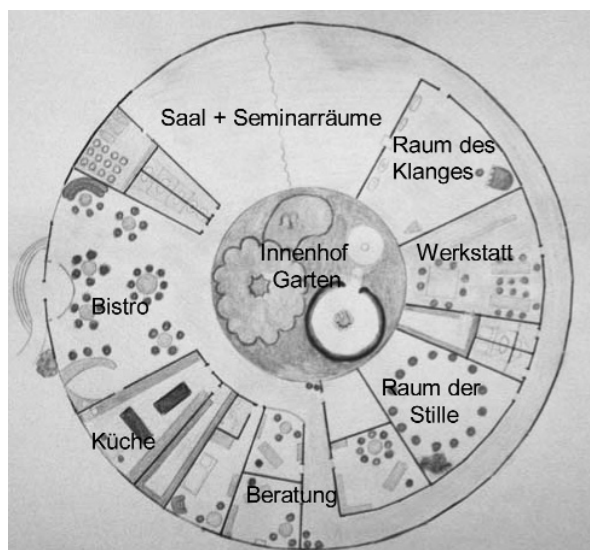 Saal + Seminarräume
Raum des
Klanges
Innenhof
Garten
Werkstatt
Bistro
Raum der
Stille
Küche
Beratung